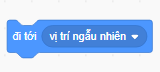 đi tới vị trí ngẫu nhiên